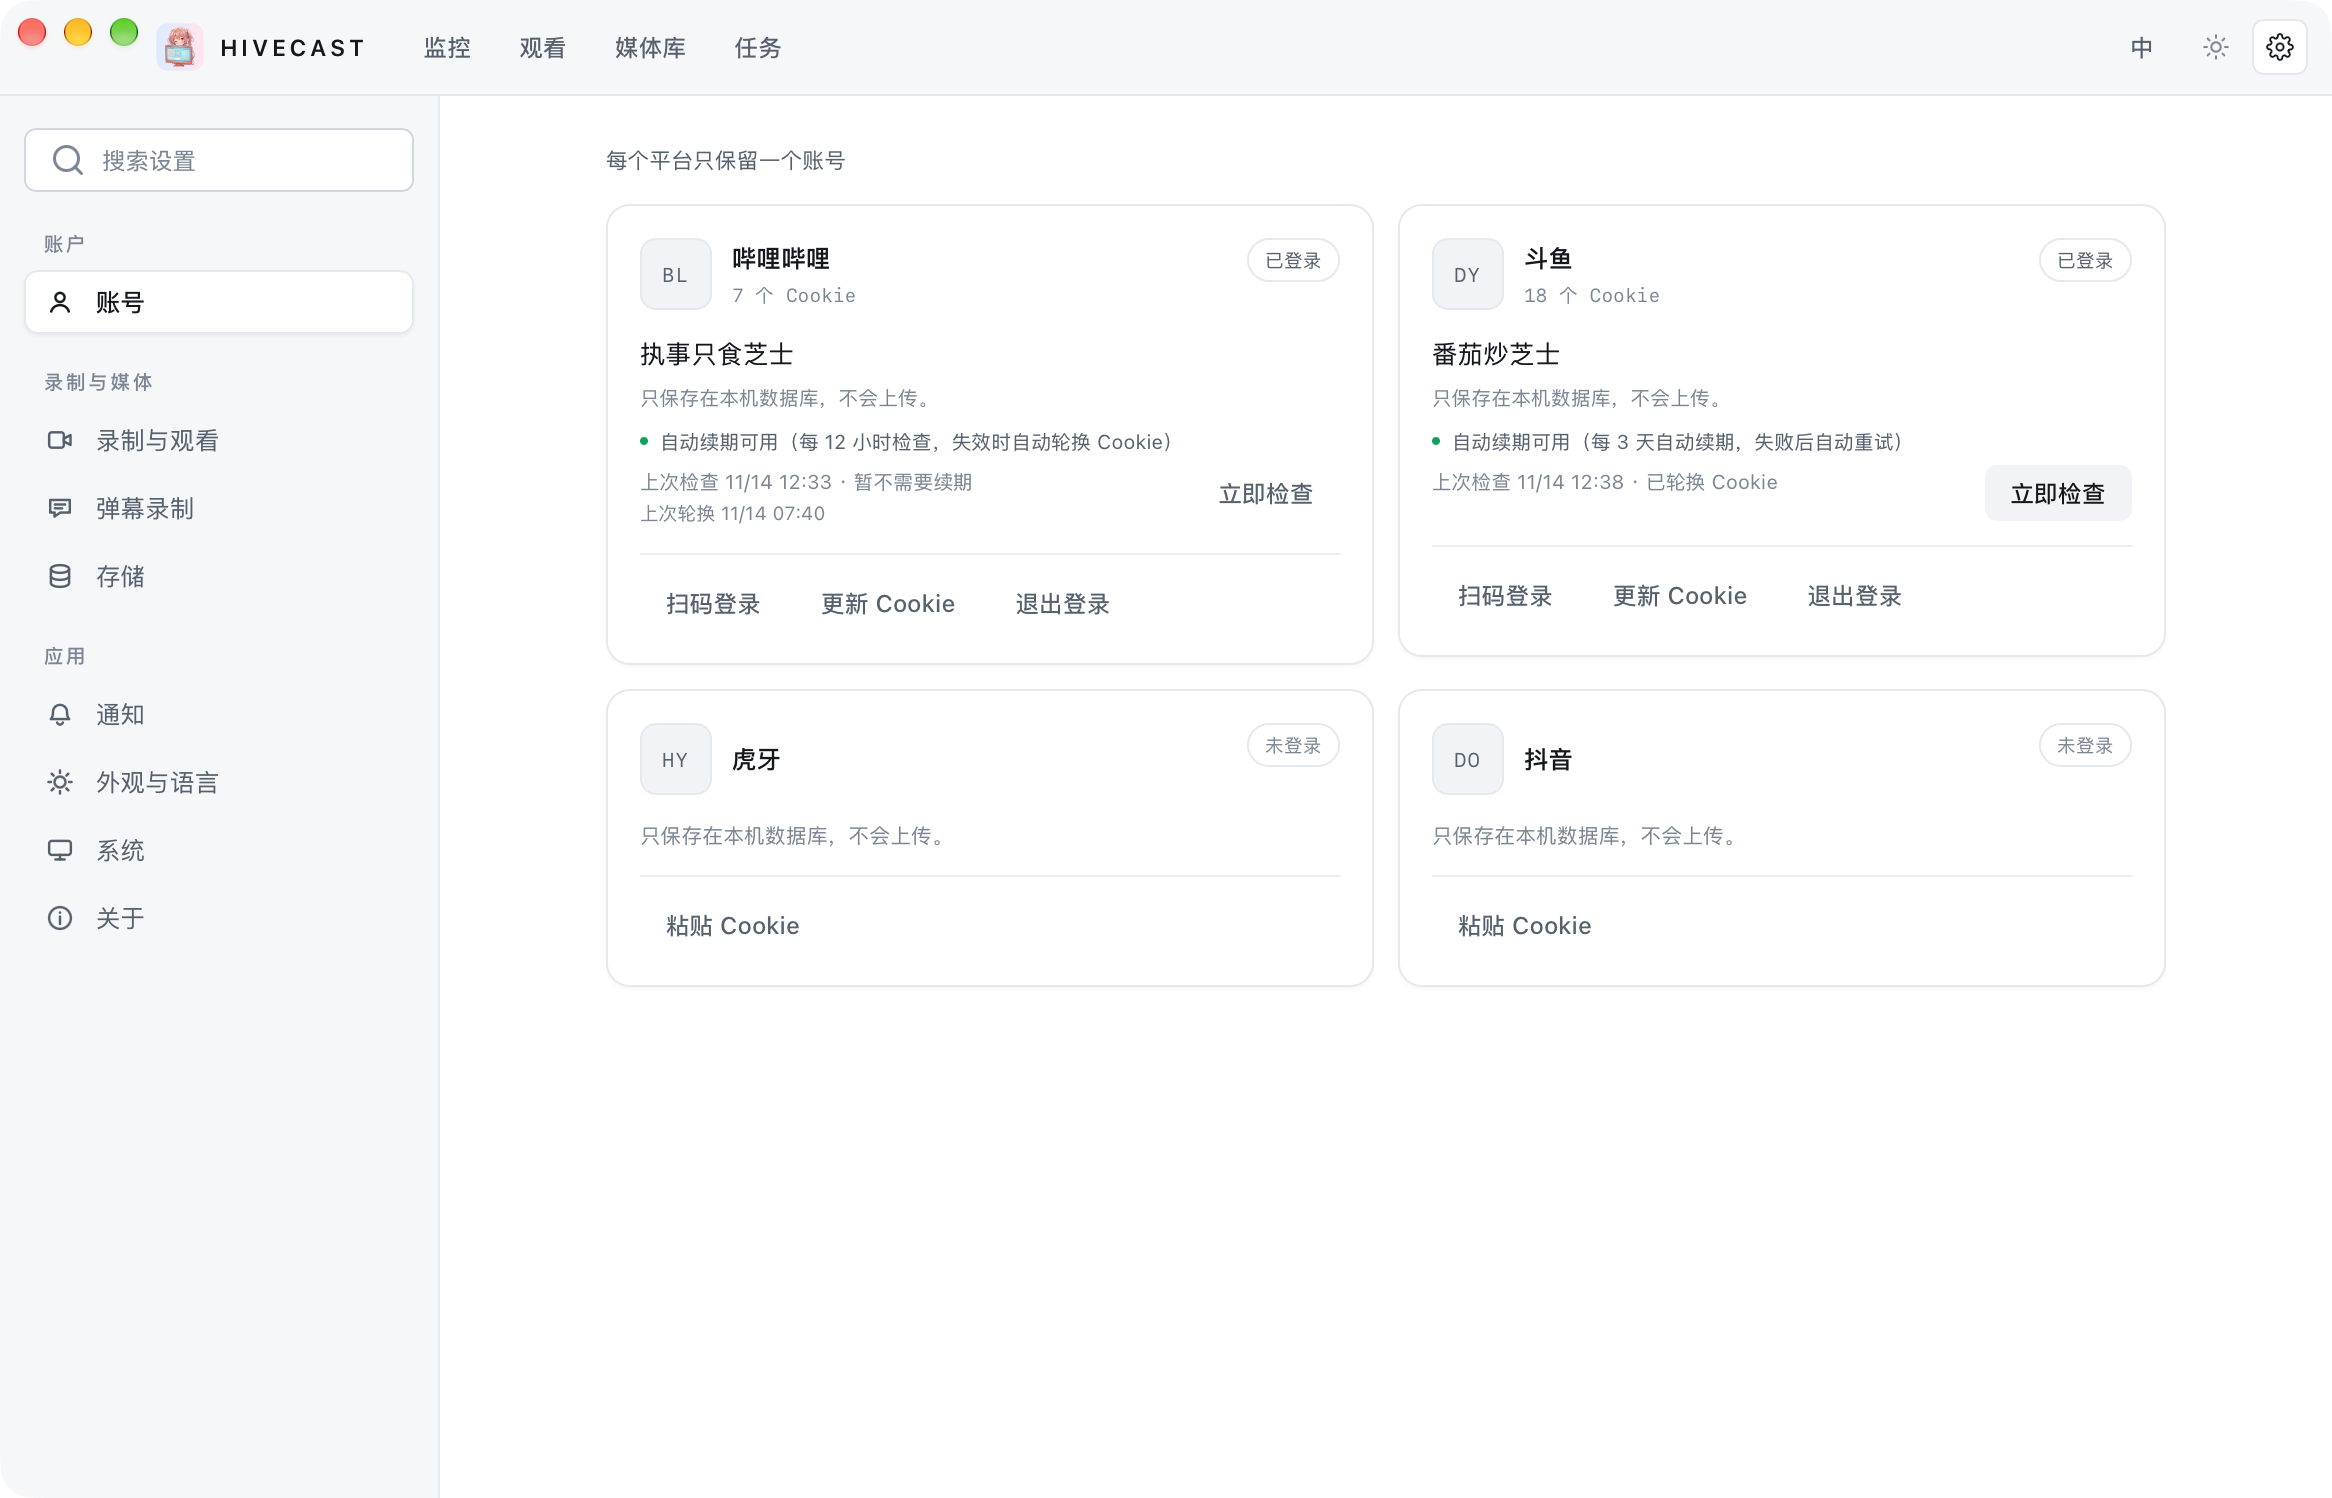 HIVECAST 监控 观看 媒体库 任务 中
搜索设置
账户
账号
录制与媒体
录制与观看
弹幕录制
存储
应用
通知
外观与语言
系统
关于
每个平台只保留一个账号
BL
哔哩哔哩
7 个 Cookie
已登录
执事只食芝士
只保存在本机数据库，不会上传。
自动续期可用（每 12 小时检查，失效时自动轮换 Cookie）
上次检查 11/14 12:33 · 暂不需要续期
上次轮换 11/14 07:40
立即检查
扫码登录 更新 Cookie 退出登录
DY
斗鱼
18 个 Cookie
已登录
番茄炒芝士
只保存在本机数据库，不会上传。
自动续期可用（每 3 天自动续期，失败后自动重试）
上次检查 11/14 12:38 · 已轮换 Cookie
立即检查
扫码登录 更新 Cookie 退出登录
HY
虎牙
未登录
只保存在本机数据库，不会上传。
粘贴 Cookie
DO
抖音
未登录
只保存在本机数据库，不会上传。
粘贴 Cookie